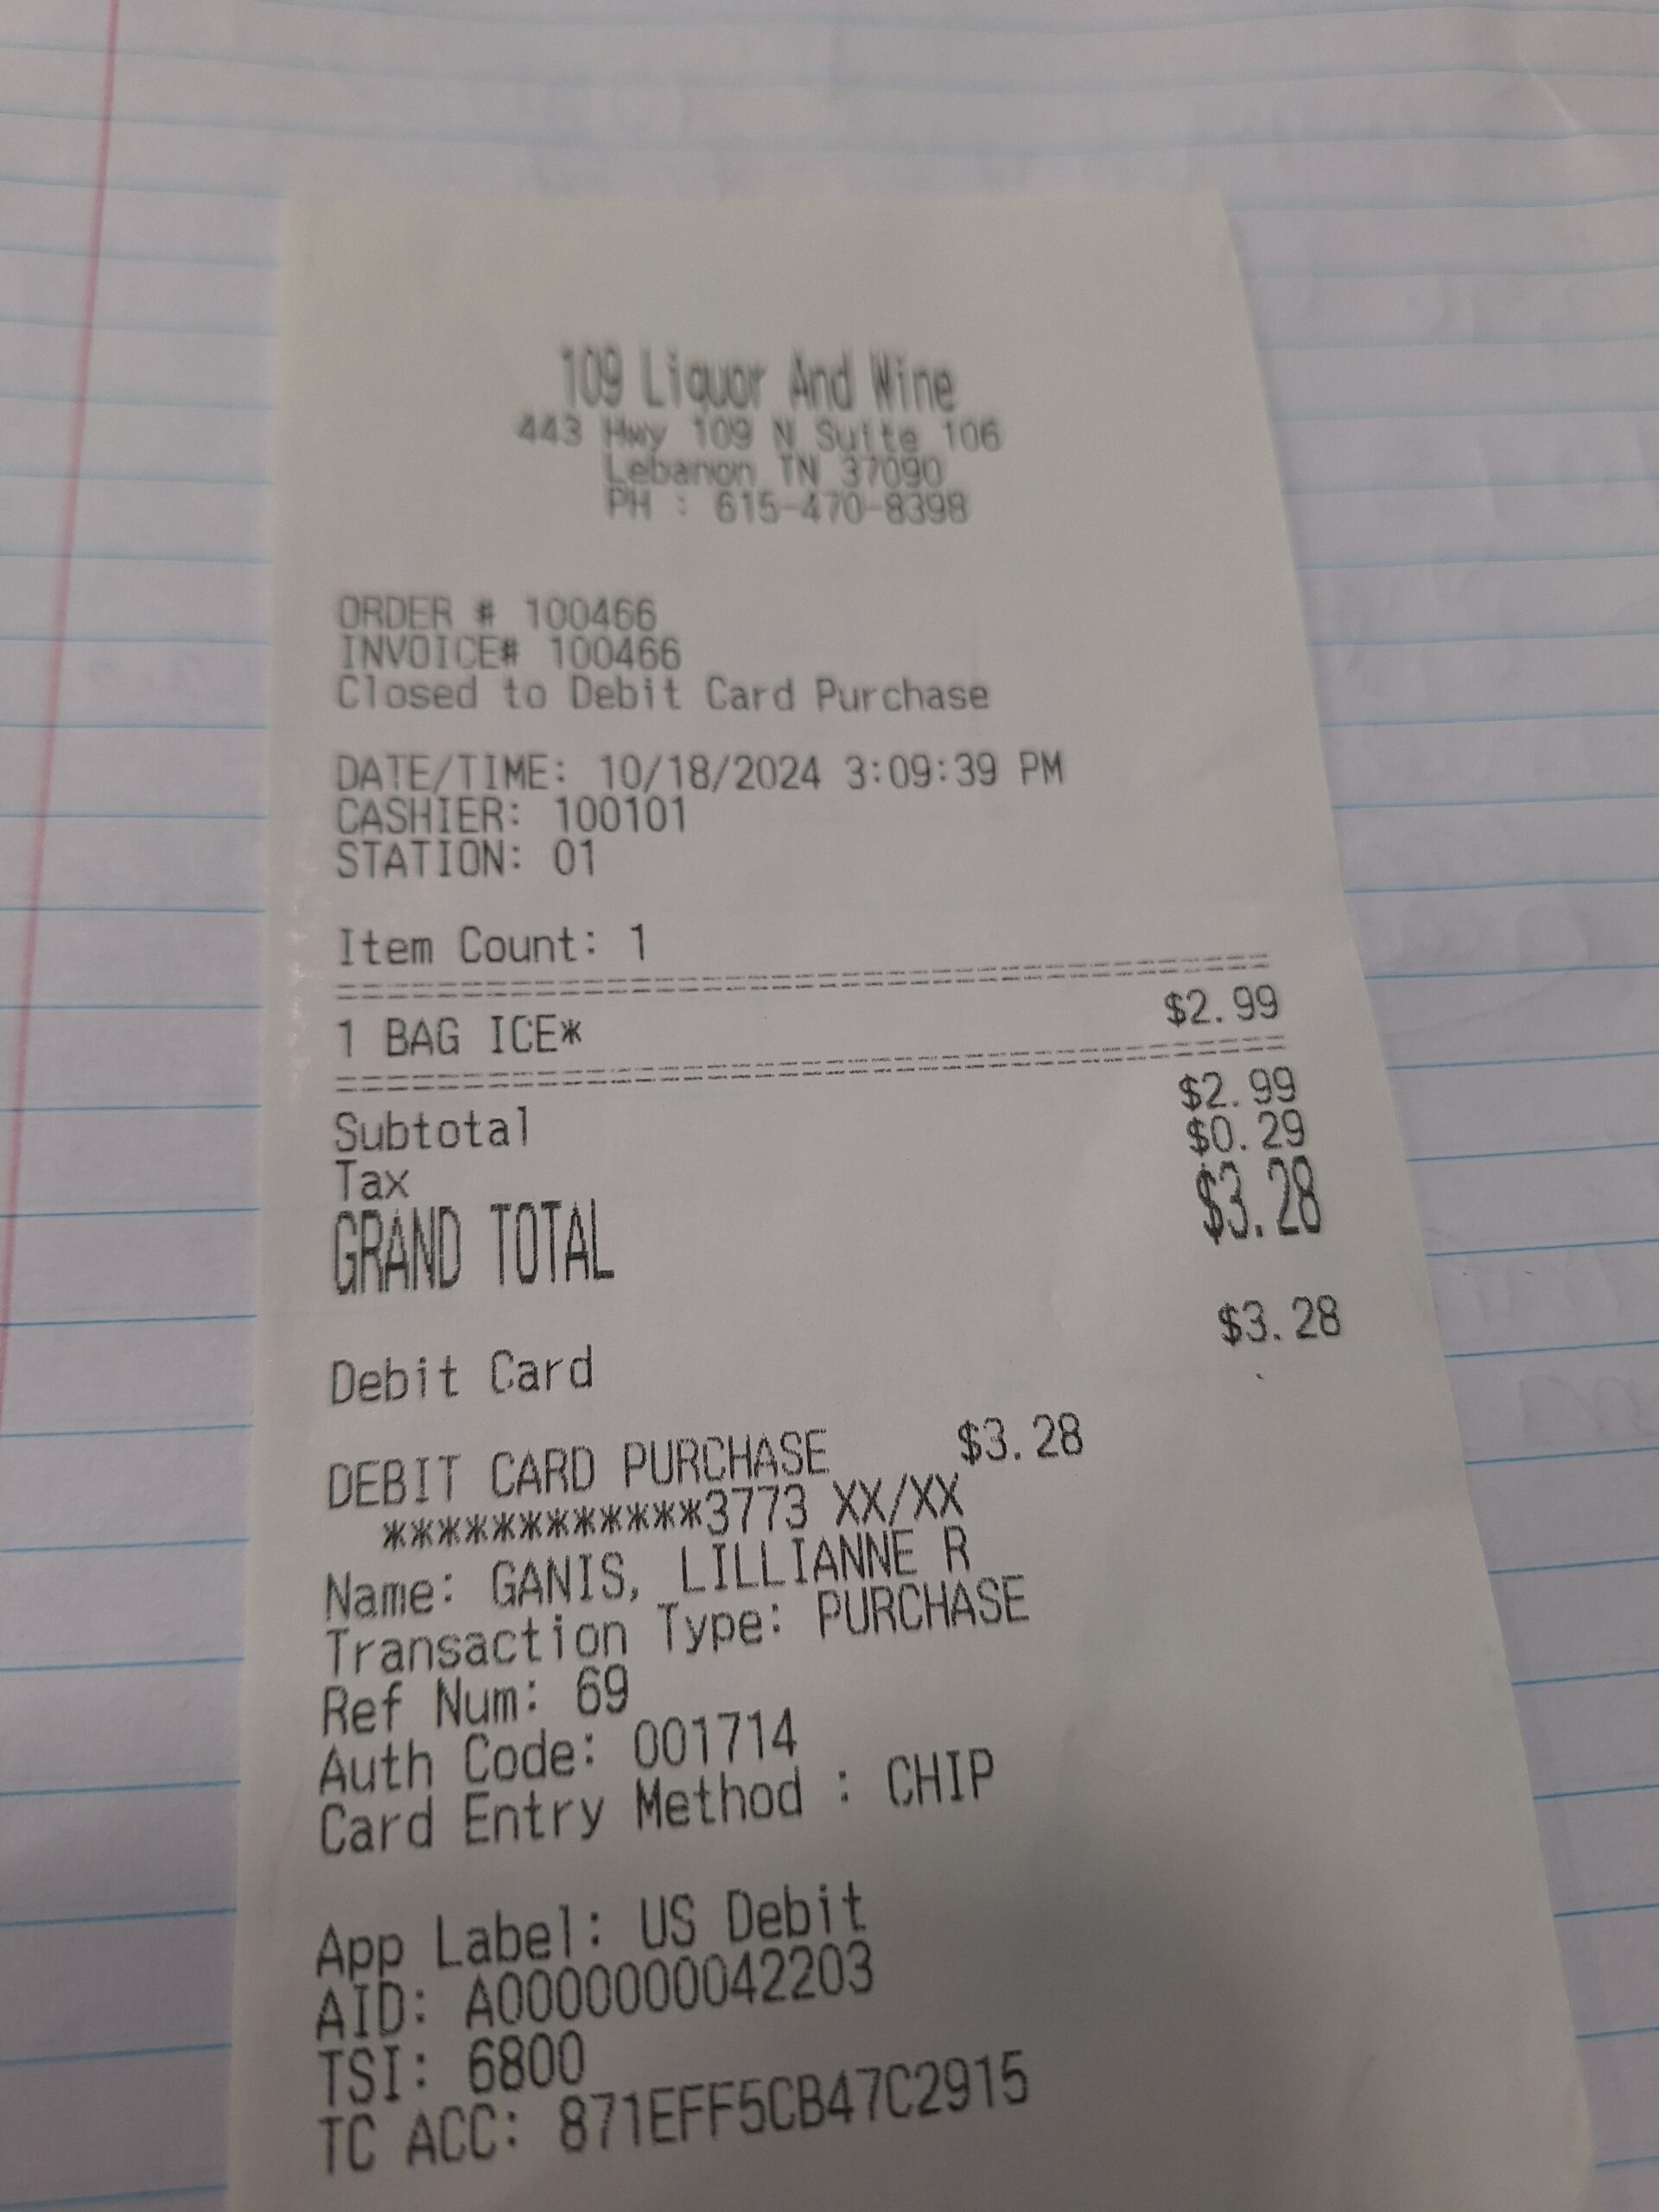 109 Liquor And Wine
443 Hwy 109 N Suite 106
Lebanon TN 37090
PH : 615-470-8398
ORDER # 100466
INVOICE# 100466
Closed to Debit Card Purchase
DATE/TIME: 10/18/2024 3:09:39 PM
CASHIER: 100101
STATION: 01
Item Count: 1
1 BAG ICE* $2.99
Subtotal $2.99
Tax $0.29
GRAND TOTAL $3.28
Debit Card $3.28
DEBIT CARD PURCHASE $3.28
************3773 XX/XX
Name: GANIS, LILLIANNE R
Transaction Type: PURCHASE
Ref Num: 69
Auth Code: 001714
Card Entry Method : CHIP
App Label: US Debit
AID: A0000000042203
TSI: 6800
TC ACC: 871EFF5CB47C2915